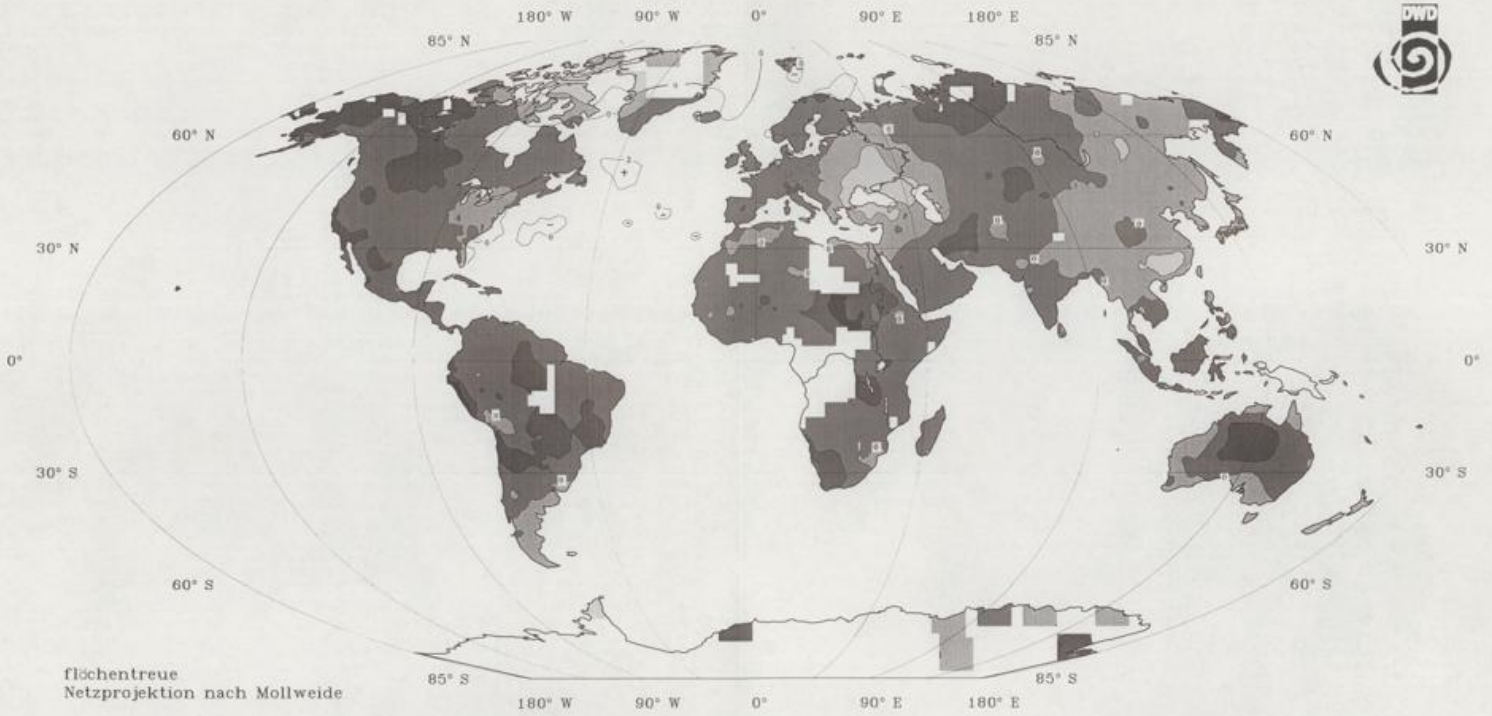 180° W 90° W 0° 90° E 180° E
DWD
85° N 85° N
60° N 60° N
30° N 30° N
0° 0°
30° S 30° S
60° S 60° S
flächentreue
Netzprojektion nach Mollweide
85° S 85° S
180° W 90° W 0° 90° E 180° E